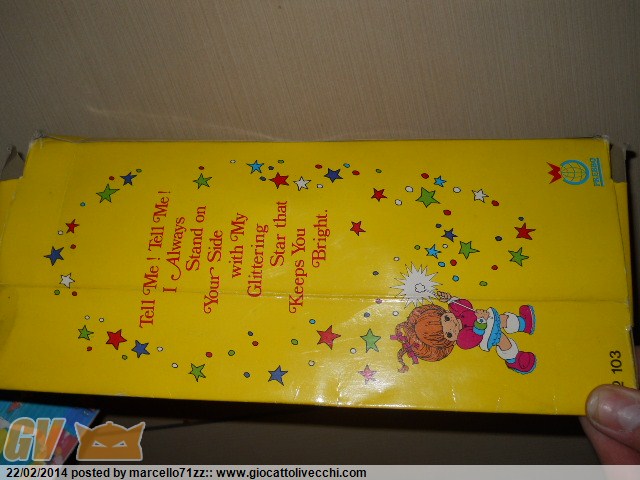 Tell Me! Tell Me!
I Always
Stand on
Your Side
with My
Glittering
Star that
Keeps You
Bright.
103
GV
22/02/2014 posted by marcello71zz:: www.giocattolivecchi.com